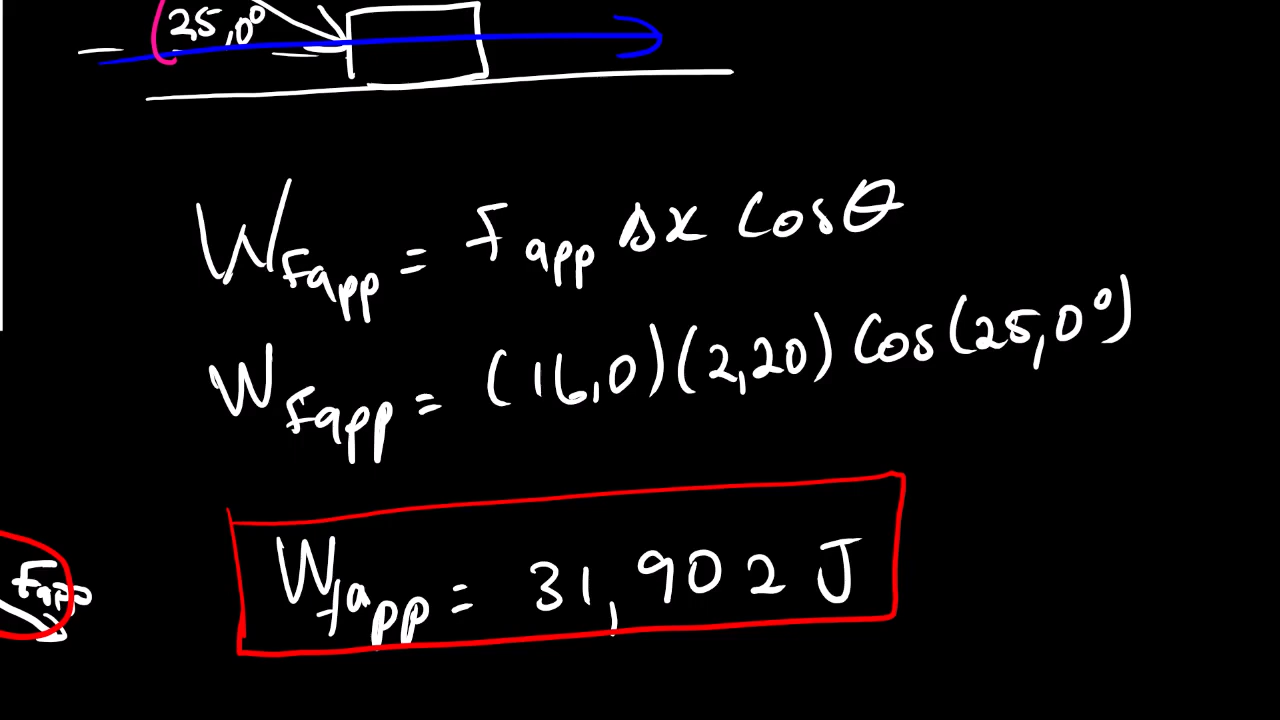 25,0°
W_Fapp = F_app Δx Cosθ
W_Fapp = (16,0)(2,20) Cos(25,0°)
W_fapp = 31,902 J
Fapp